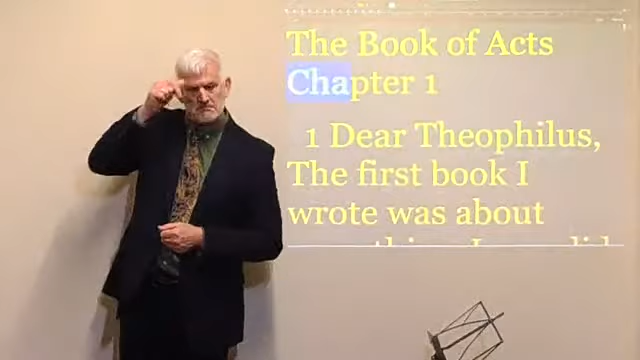 The Book of Acts
Chapter 1
1 Dear Theophilus,
The first book I
wrote was about